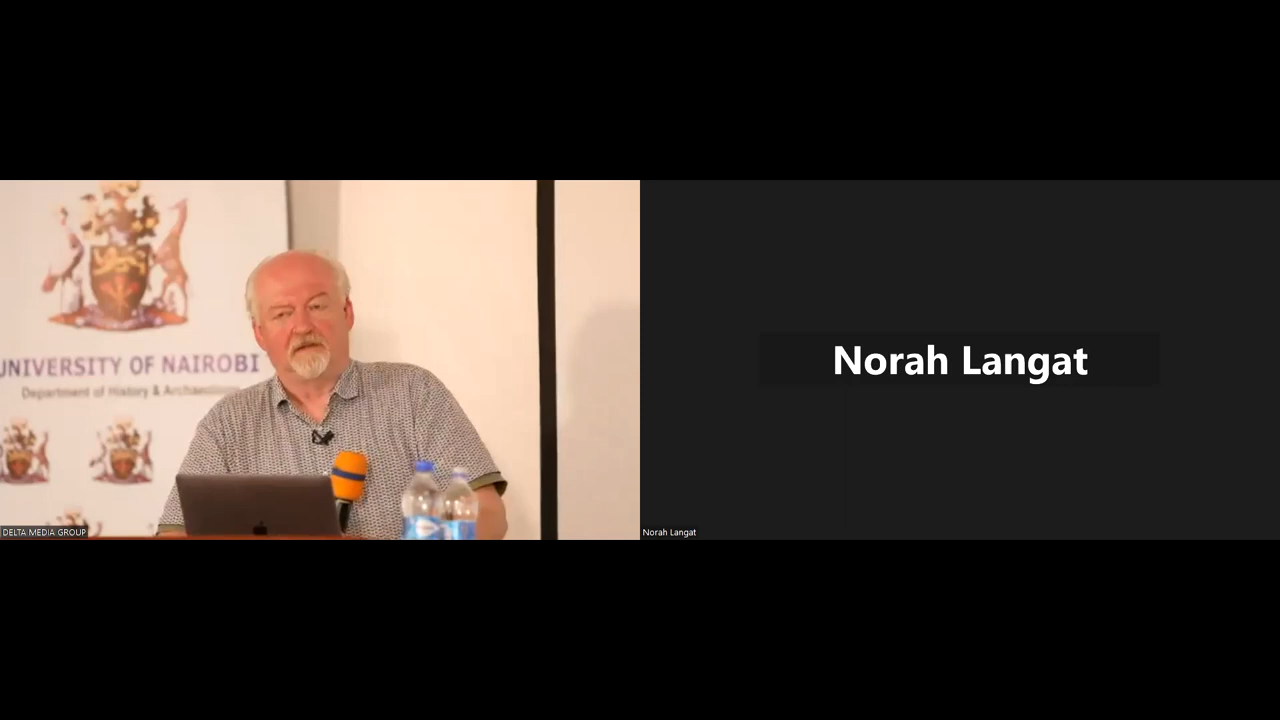 UNIVERSITY OF NAIROBI
Department of History & Archaeology
DELTA MEDIA GROUP
Norah Langat
Norah Langat